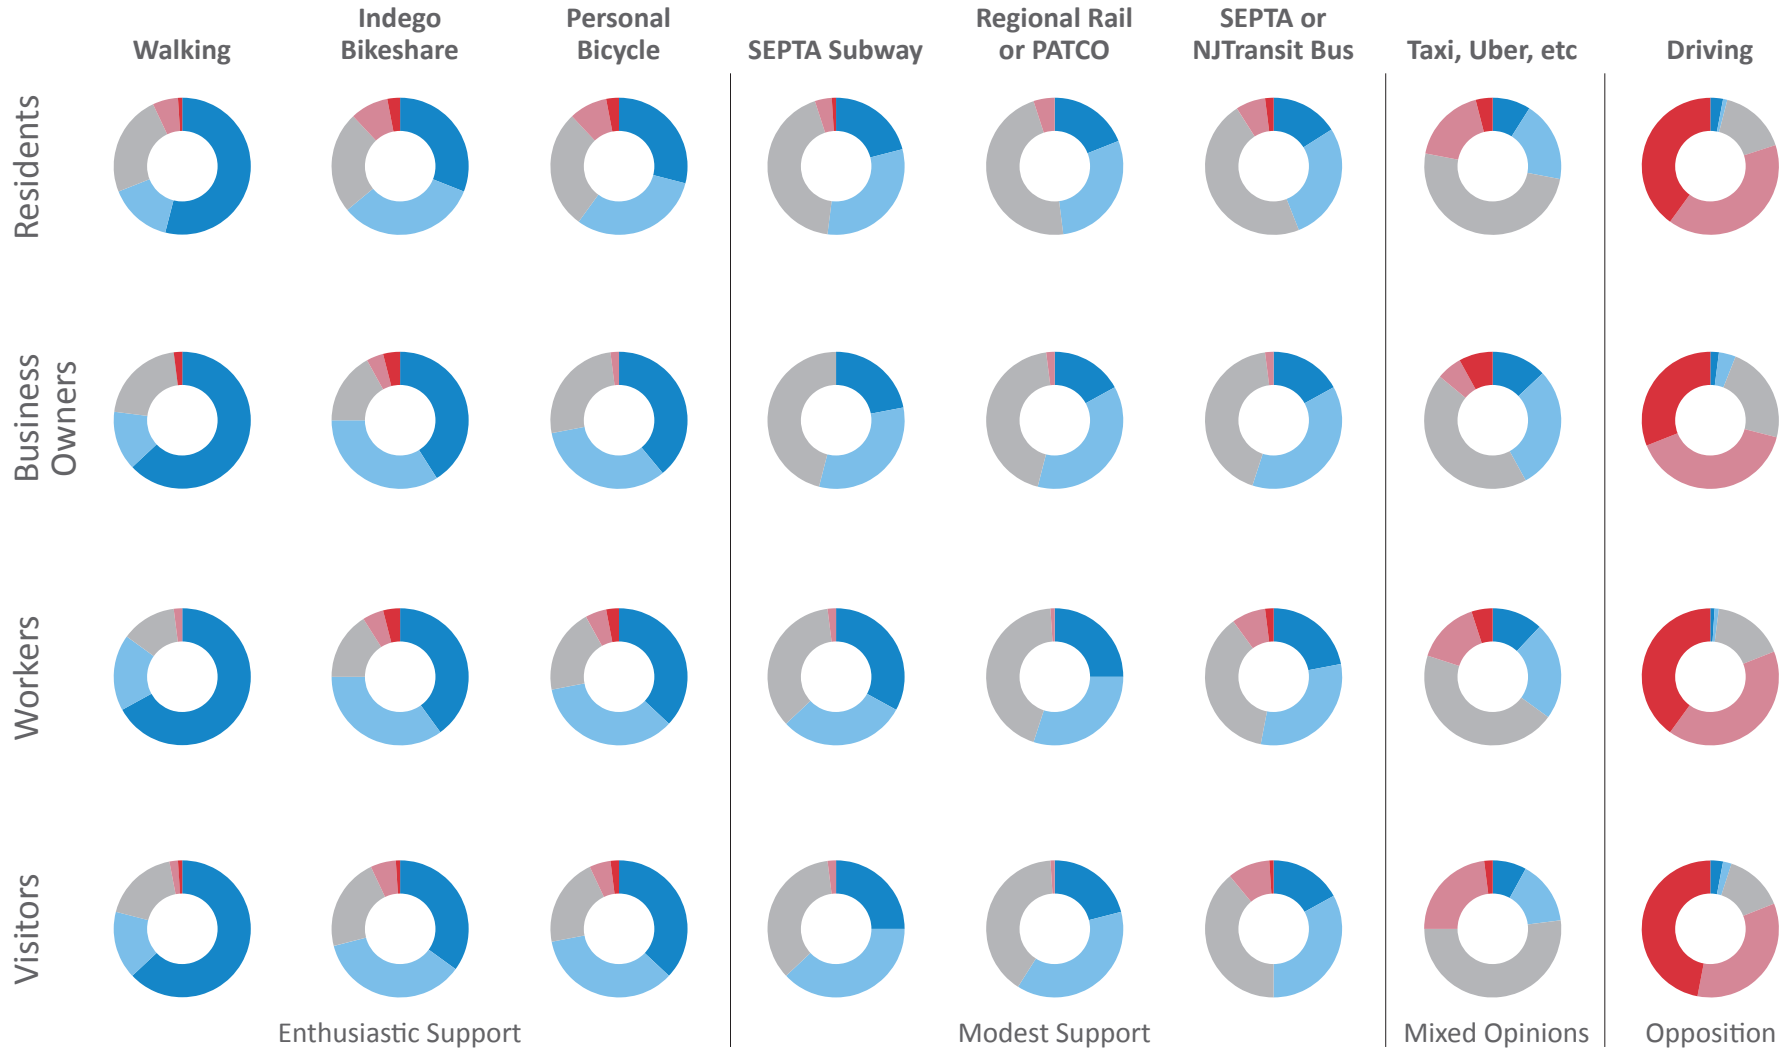 Walking
Indego
Bikeshare
Personal
Bicycle
SEPTA Subway
Regional Rail
or PATCO
SEPTA or
NJTransit Bus
Taxi, Uber, etc
Driving
Residents
Business
Owners
Workers
Visitors
Enthusiastic Support
Modest Support
Mixed Opinions
Opposition